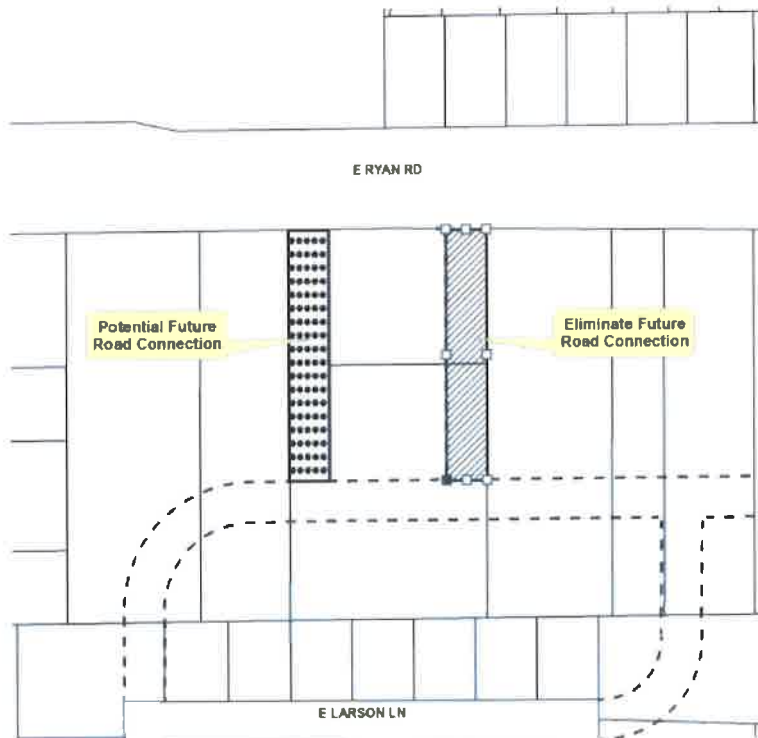 E RYAN RD
Potential Future
Road Connection
Eliminate Future
Road Connection
E LARSON LN